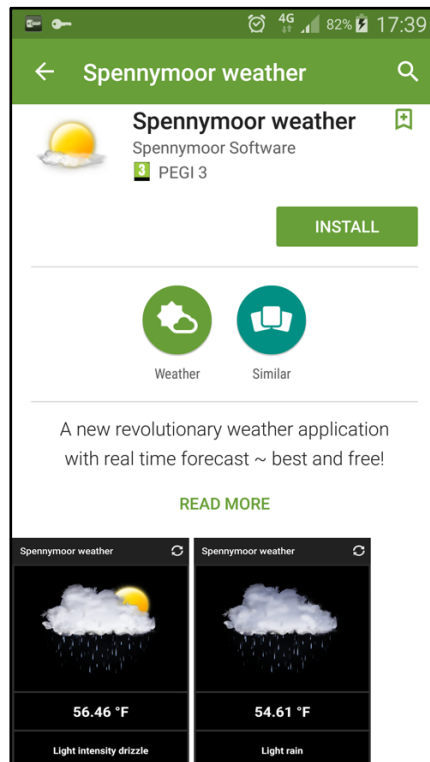 4G 82% 17:39
Spennymoor weather
Spennymoor weather
Spennymoor Software
3 PEGI 3
INSTALL
Weather Similar
A new revolutionary weather application
with real time forecast ~ best and free!
READ MORE
Spennymoor weather
56.46 °F
Light intensity drizzle
Spennymoor weather
54.61 °F
Light rain